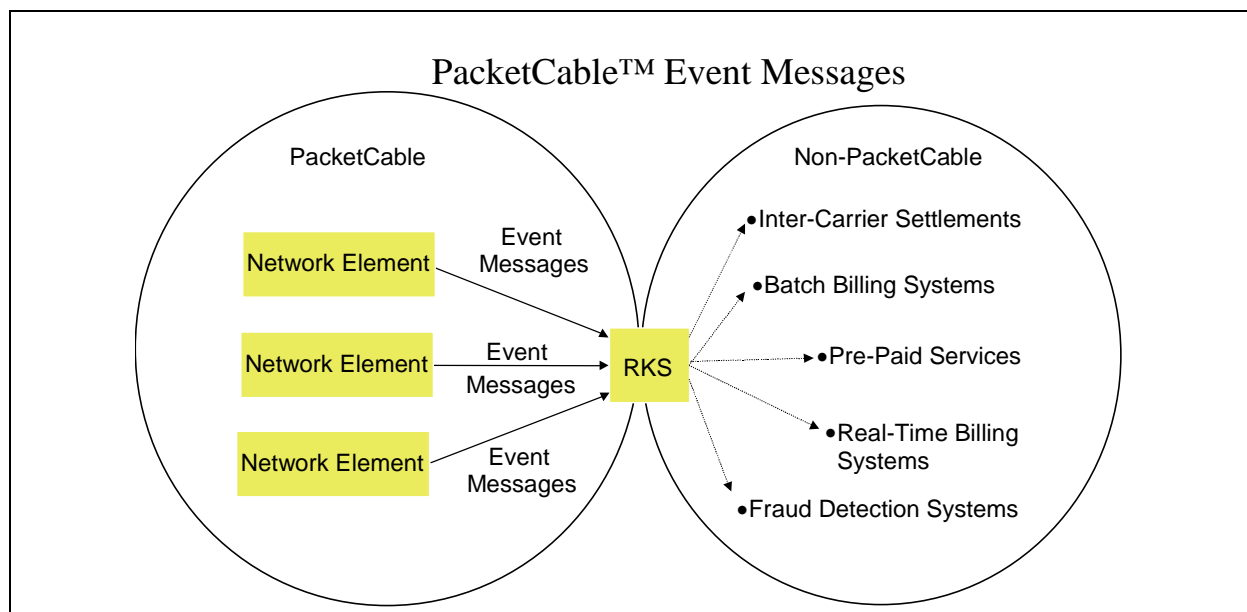 PacketCable™ Event Messages
PacketCable
Non-PacketCable
Network Element
Event
Messages
Network Element
Event
Messages
Network Element
Event
Messages
RKS
•Inter-Carrier Settlements
•Batch Billing Systems
•Pre-Paid Services
•Real-Time Billing
Systems
•Fraud Detection Systems